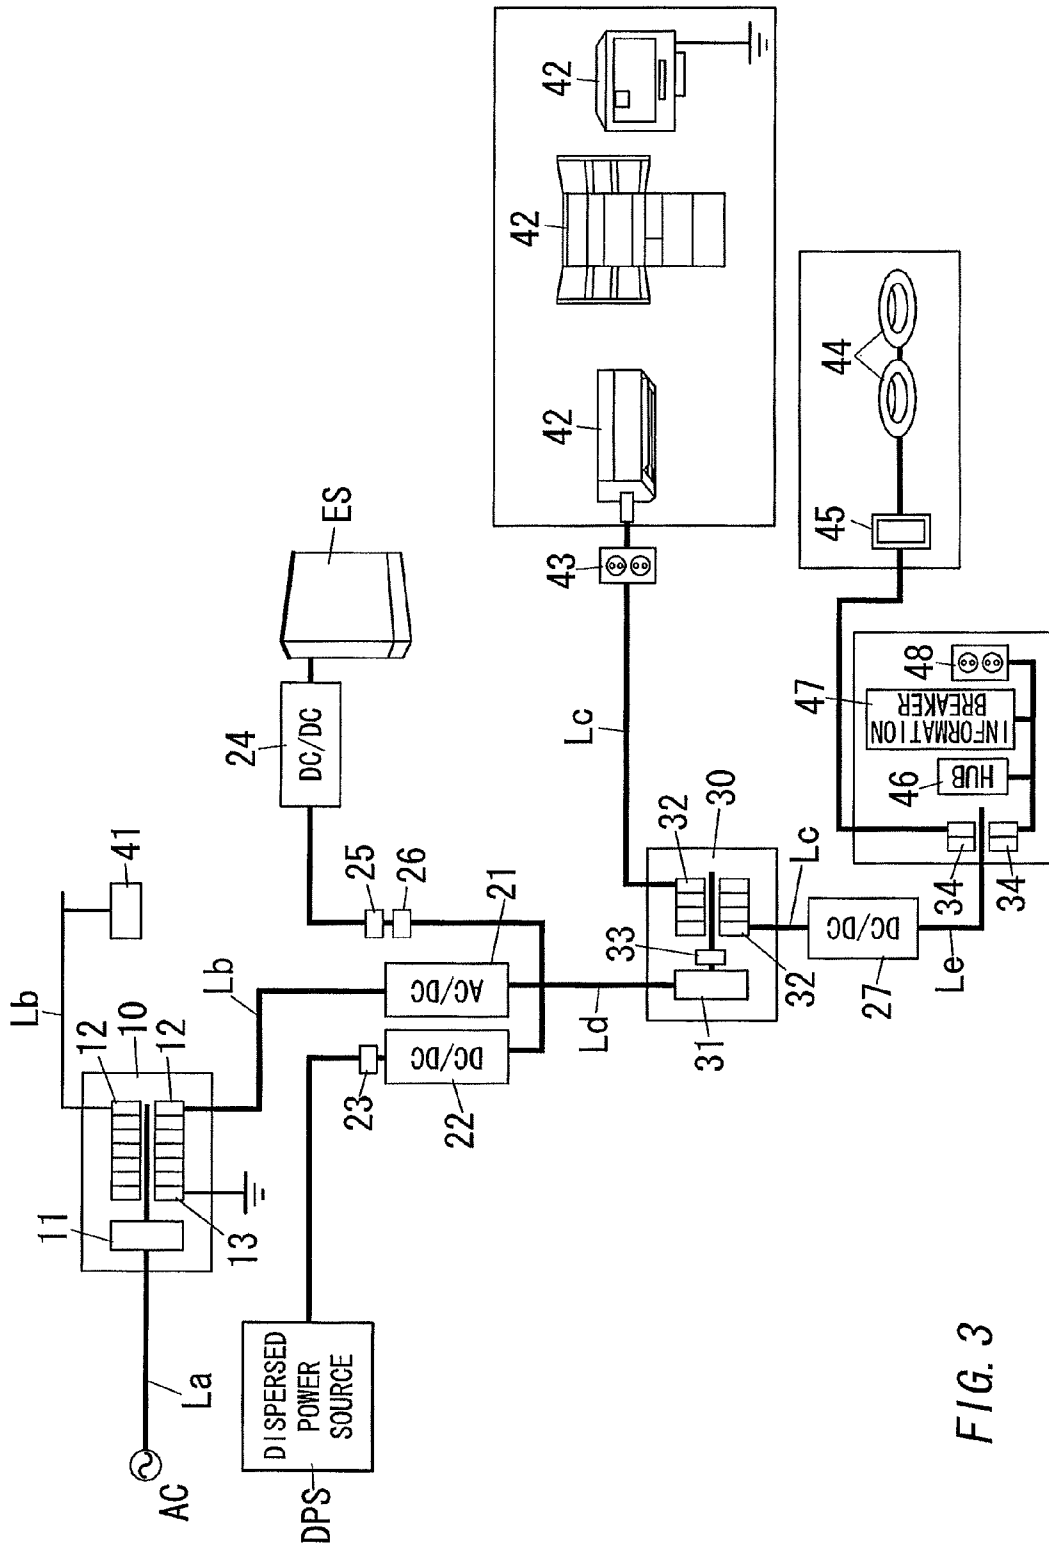 AC
La
11
12
10
12
13
Lb
Lb
41
DISPERSED
POWER
SOURCE
DPS
23
DC/DC
22
AC/DC
21
25
26
24
DC/DC
ES
Ld
31
33
32
32
30
Lc
Lc
43
42
42
42
DC/DC
27
Le
34
34
46
HUB
47
INFORMATION
BREAKER
48
45
44
FIG. 3